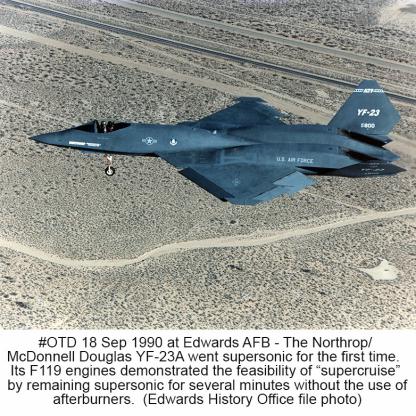 YF-23
U.S. AIR FORCE
#OTD 18 Sep 1990 at Edwards AFB - The Northrop/
McDonnell Douglas YF-23A went supersonic for the first time.
Its F119 engines demonstrated the feasibility of “supercruise”
by remaining supersonic for several minutes without the use of
afterburners.  (Edwards History Office file photo)